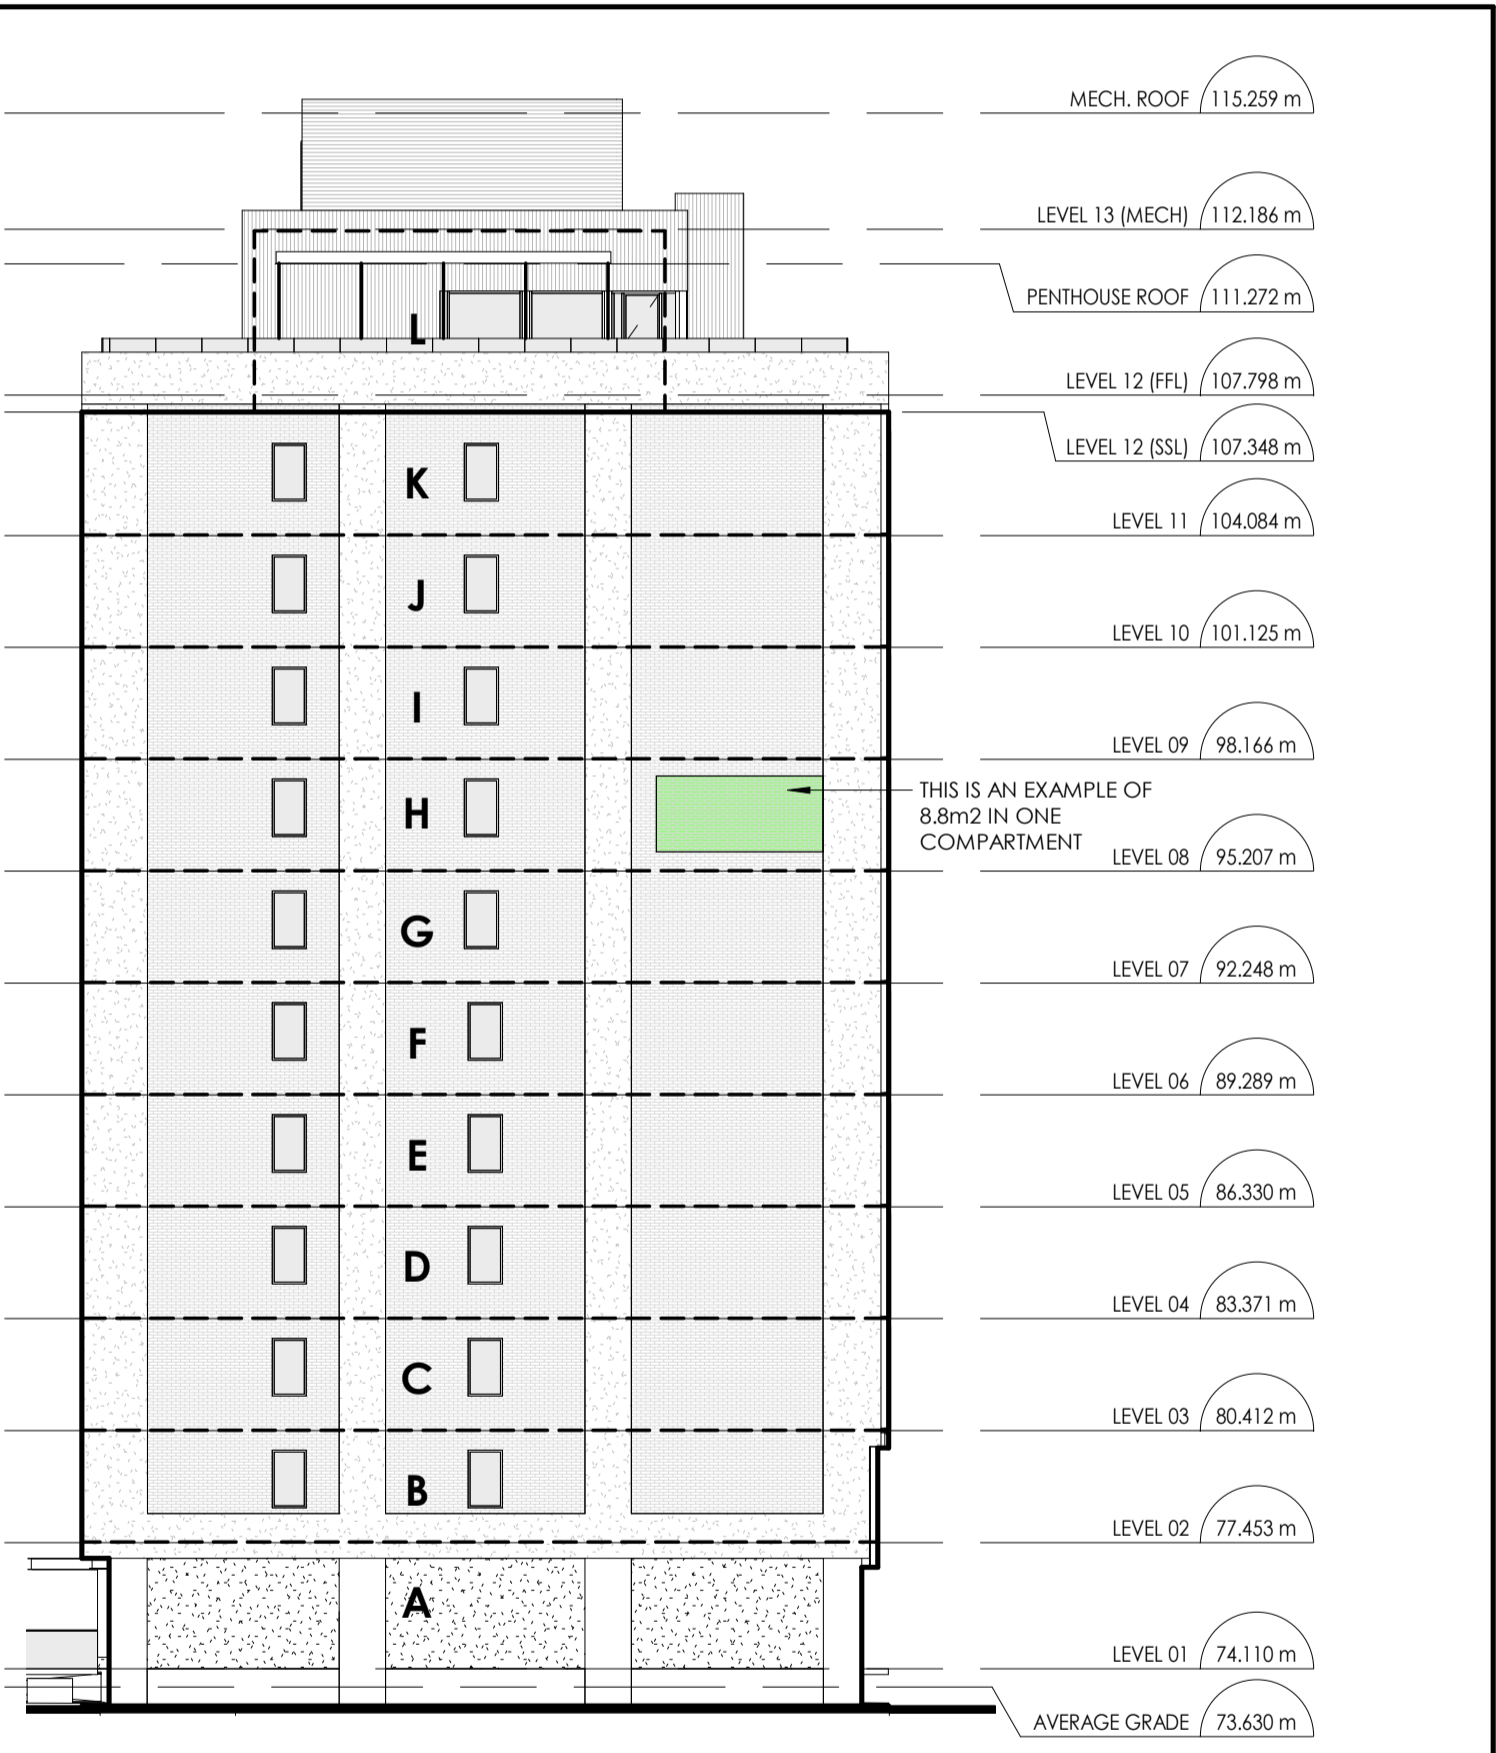 MECH. ROOF 115.259 m
LEVEL 13 (MECH) 112.186 m
PENTHOUSE ROOF 111.272 m
L
LEVEL 12 (FFL) 107.798 m
LEVEL 12 (SSL) 107.348 m
K
LEVEL 11 104.084 m
J
LEVEL 10 101.125 m
I
LEVEL 09 98.166 m
THIS IS AN EXAMPLE OF
8.8m2 IN ONE
COMPARTMENT
H
LEVEL 08 95.207 m
G
LEVEL 07 92.248 m
F
LEVEL 06 89.289 m
E
LEVEL 05 86.330 m
D
LEVEL 04 83.371 m
C
LEVEL 03 80.412 m
B
LEVEL 02 77.453 m
A
LEVEL 01 74.110 m
AVERAGE GRADE 73.630 m